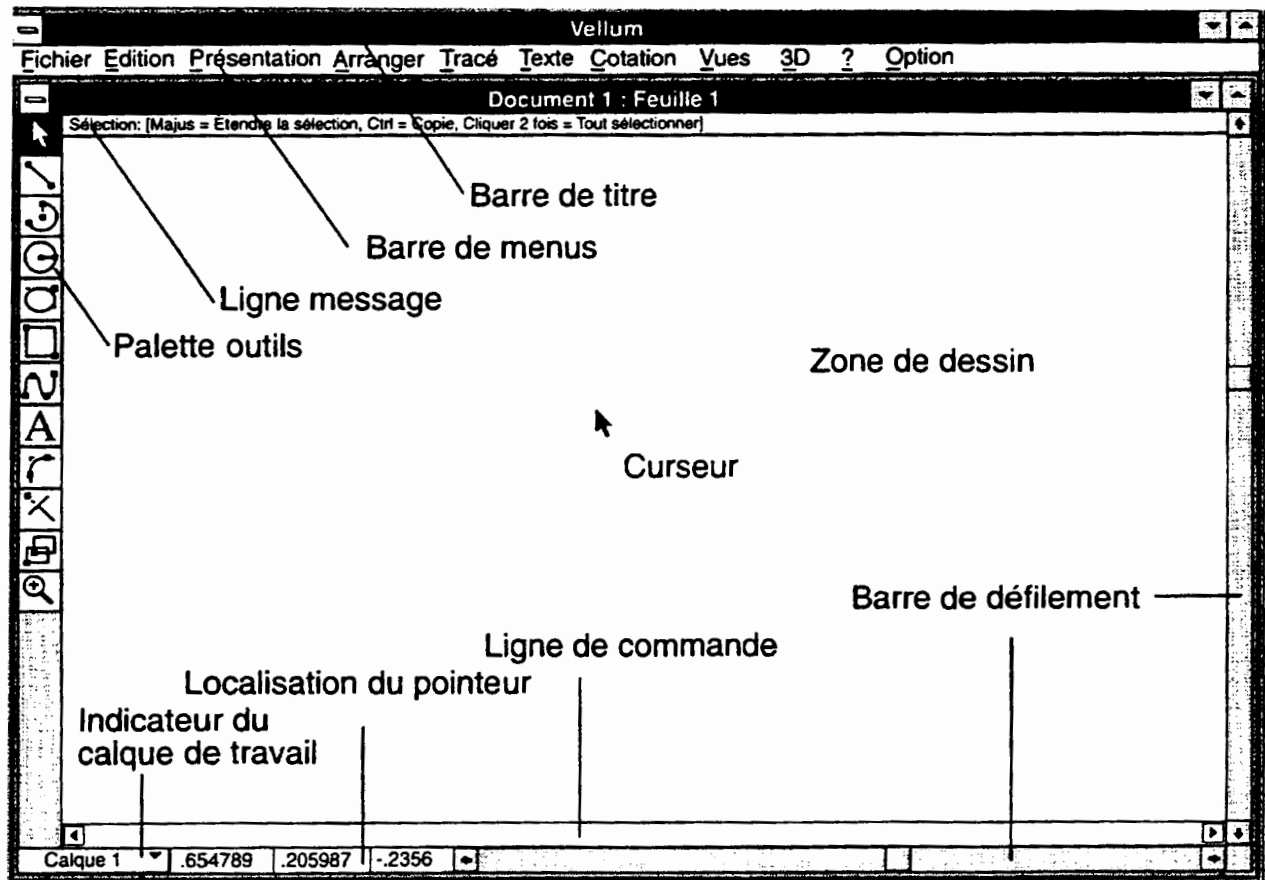 Vellum
Fichier Edition Présentation Arranger Tracé Texte Cotation Vues 3D ? Option
Document 1 : Feuille 1
Sélection: [Majus = Etendre la sélection, Ctrl = Copie, Cliquer 2 fois = Tout sélectionner]
Barre de titre
Barre de menus
Ligne message
Palette outils
Zone de dessin
A
Curseur
Barre de défilement
Ligne de commande
Localisation du pointeur
Indicateur du
calque de travail
Calque 1 .654789 .205987 -.2356